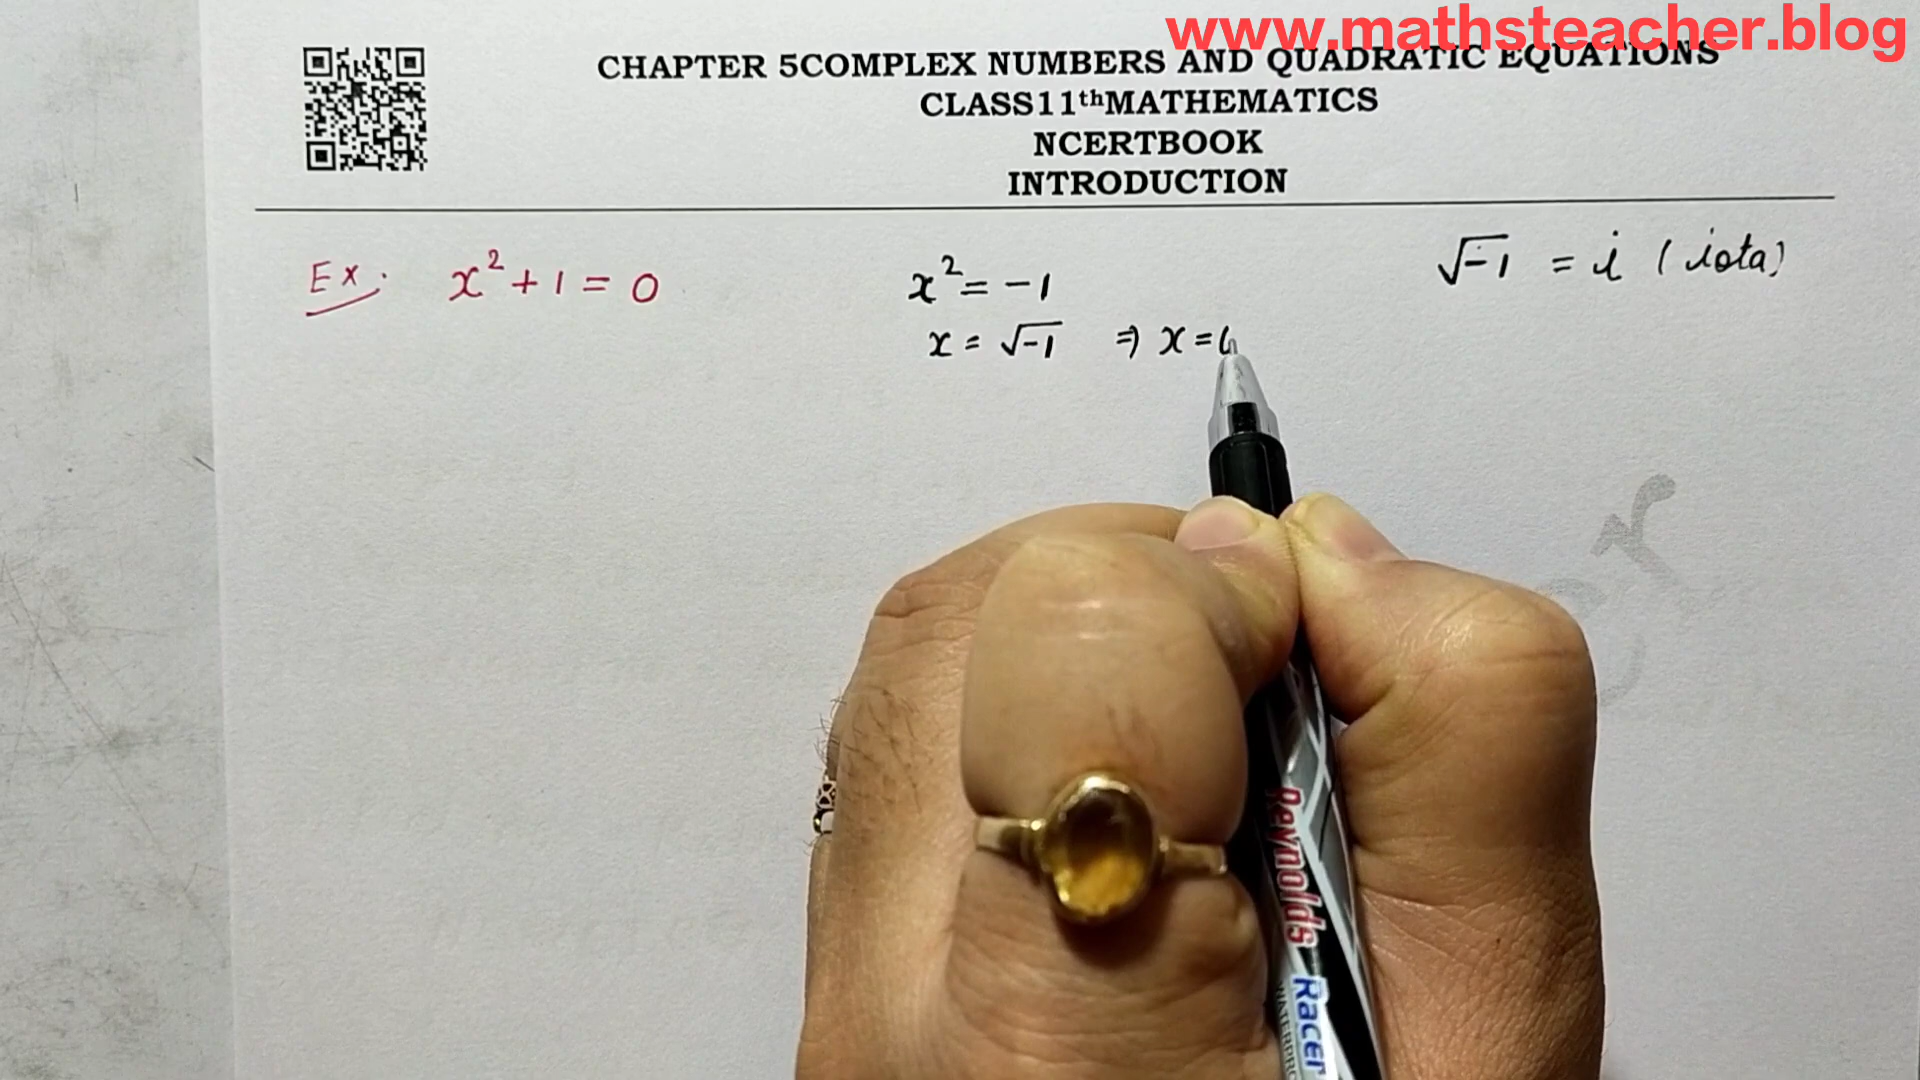 www.mathsteacher.blog
CHAPTER 5COMPLEX NUMBERS AND QUADRATIC EQUATIONS
CLASS11thMATHEMATICS
NCERTBOOK
INTRODUCTION
Ex. x² + 1 = 0
x² = -1
x = √-1 ⇒ x =
√-1 = i (iota)
Reynolds Racer